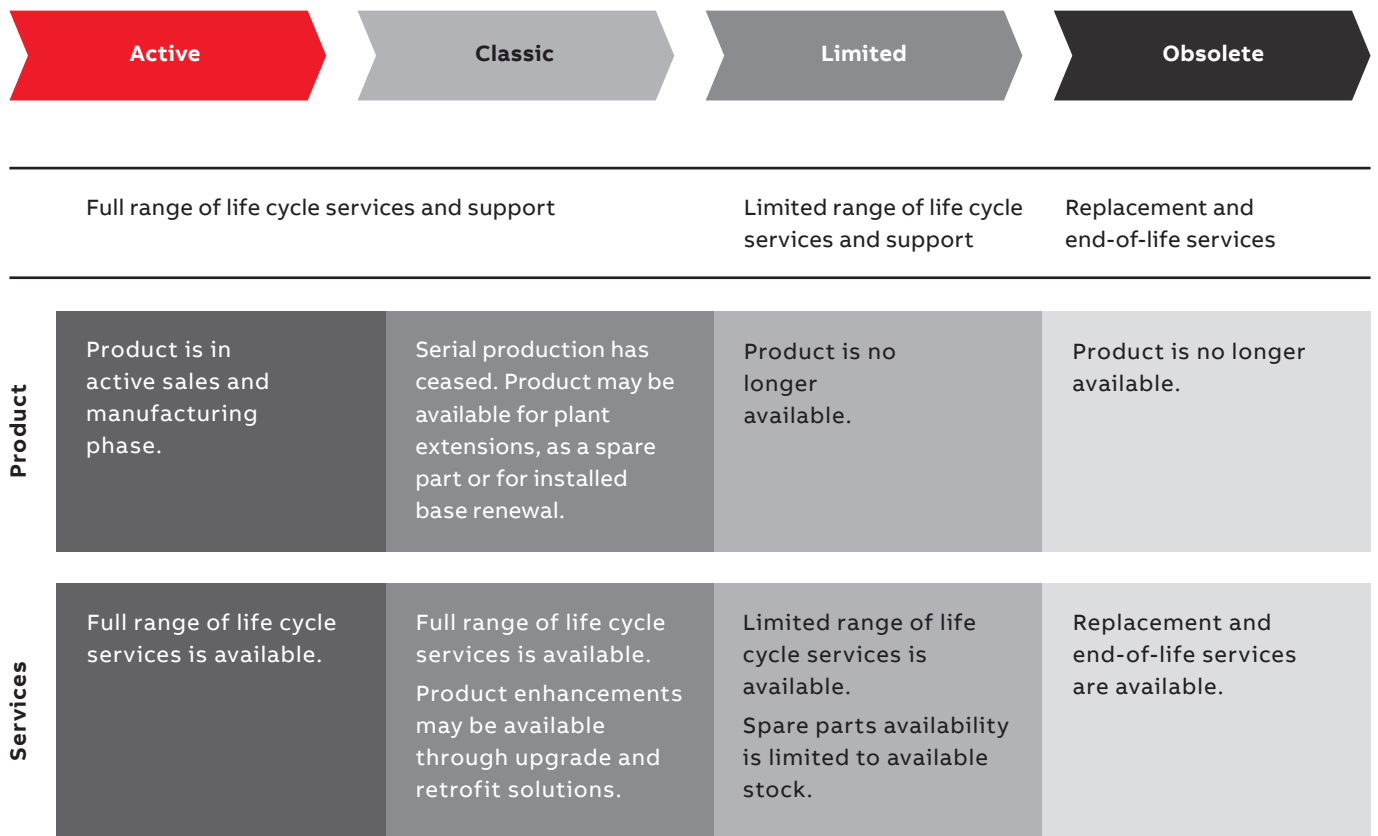 Active
Classic
Limited
Obsolete
Full range of life cycle services and support
Limited range of life cycle
services and support
Replacement and
end-of-life services
Product
Product is in
active sales and
manufacturing
phase.
Serial production has
ceased. Product may be
available for plant
extensions, as a spare
part or for installed
base renewal.
Product is no
longer
available.
Product is no longer
available.
Services
Full range of life cycle
services is available.
Full range of life cycle
services is available.
Product enhancements
may be available
through upgrade and
retrofit solutions.
Limited range of life
cycle services is
available.
Spare parts availability
is limited to available
stock.
Replacement and
end-of-life services
are available.